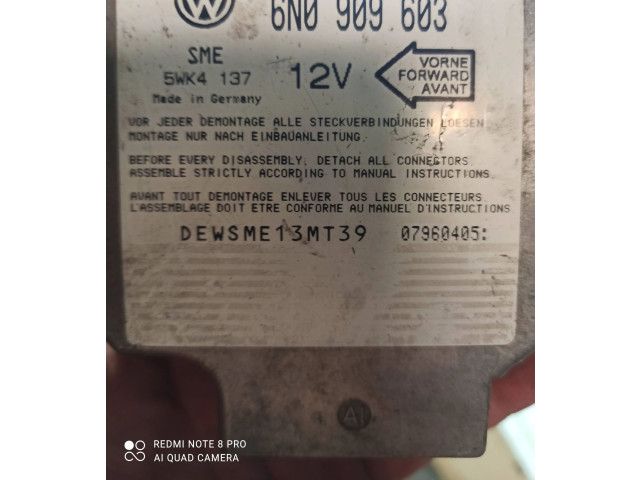 6N0 909 603
SME
5WK4 137
Made in Germany
12V
VORNE
FORWARD
AVANT
VOR JEDER DEMONTAGE ALLE STECKVERBINDUNGEN LOESEN
MONTAGE NUR NACH EINBAUANLEITUNG.
BEFORE EVERY DISASSEMBLY, DETACH ALL CONNECTORS
ASSEMBLE STRICTLY ACCORDING TO MANUAL INSTRUCTIONS.
AVANT TOUT DEMONTAGE ENLEVER TOUS LES CONNECTEURS
L'ASSEMBLAGE DOIT ETRE CONFORME AU MANUEL D'INSTRUCTIONS
DEWSME13MT39 07960405:
A1
REDMI NOTE 8 PRO
AI QUAD CAMERA